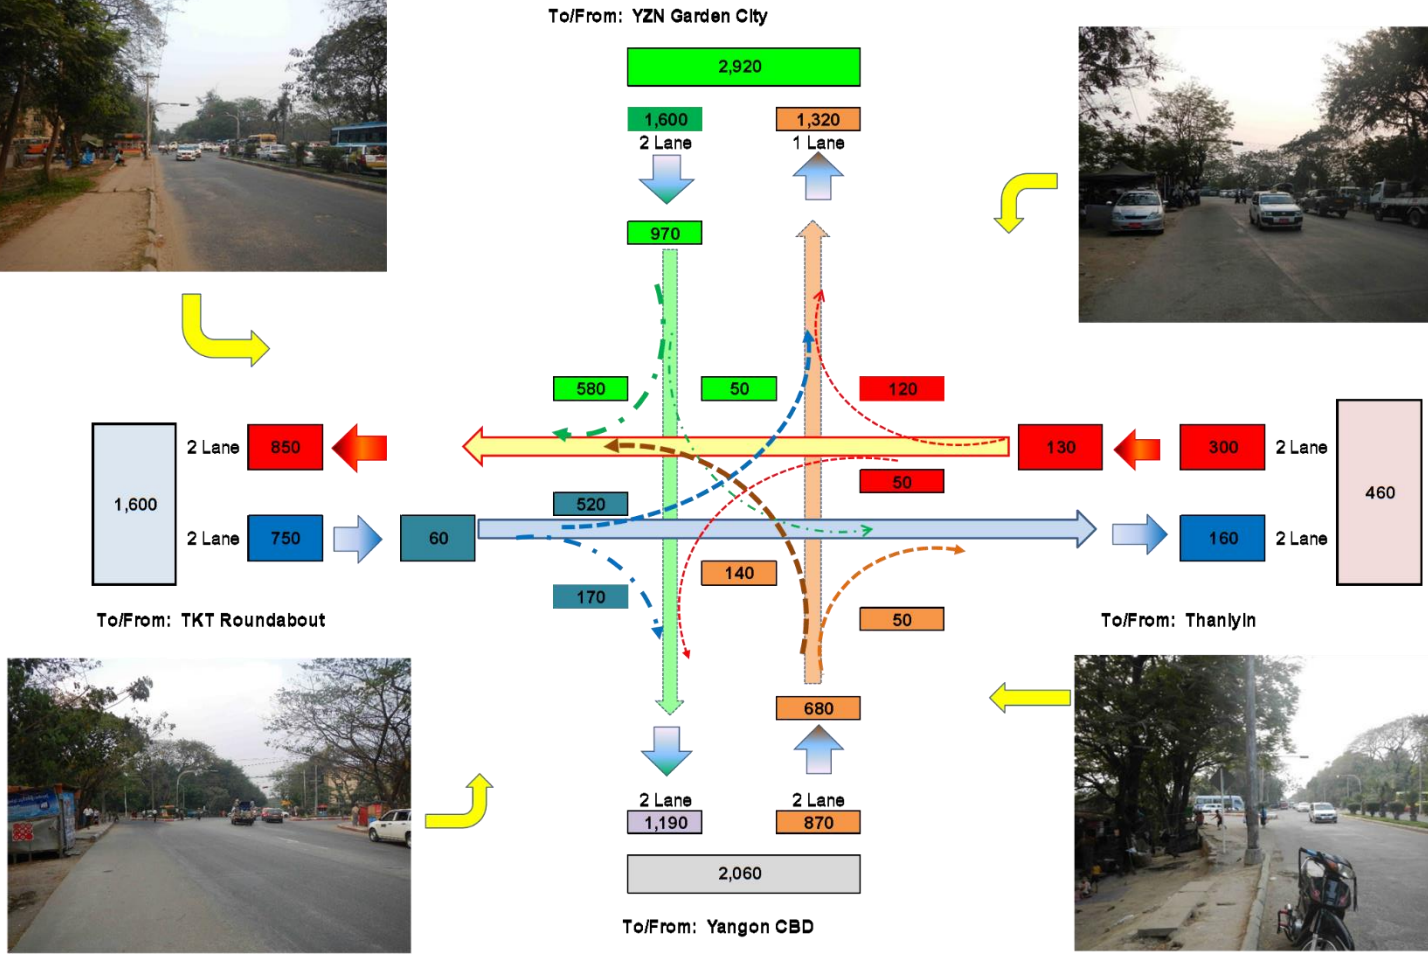 To/From: YZN Garden City
2,920
1,600
1,320
2 Lane
1 Lane
970
580
50
120
2 Lane
850
130
300
2 Lane
1,600
460
50
520
2 Lane
750
60
160
2 Lane
140
170
50
To/From: TKT Roundabout
To/From: Thanlyin
680
2 Lane
2 Lane
1,190
870
2,060
To/From: Yangon CBD